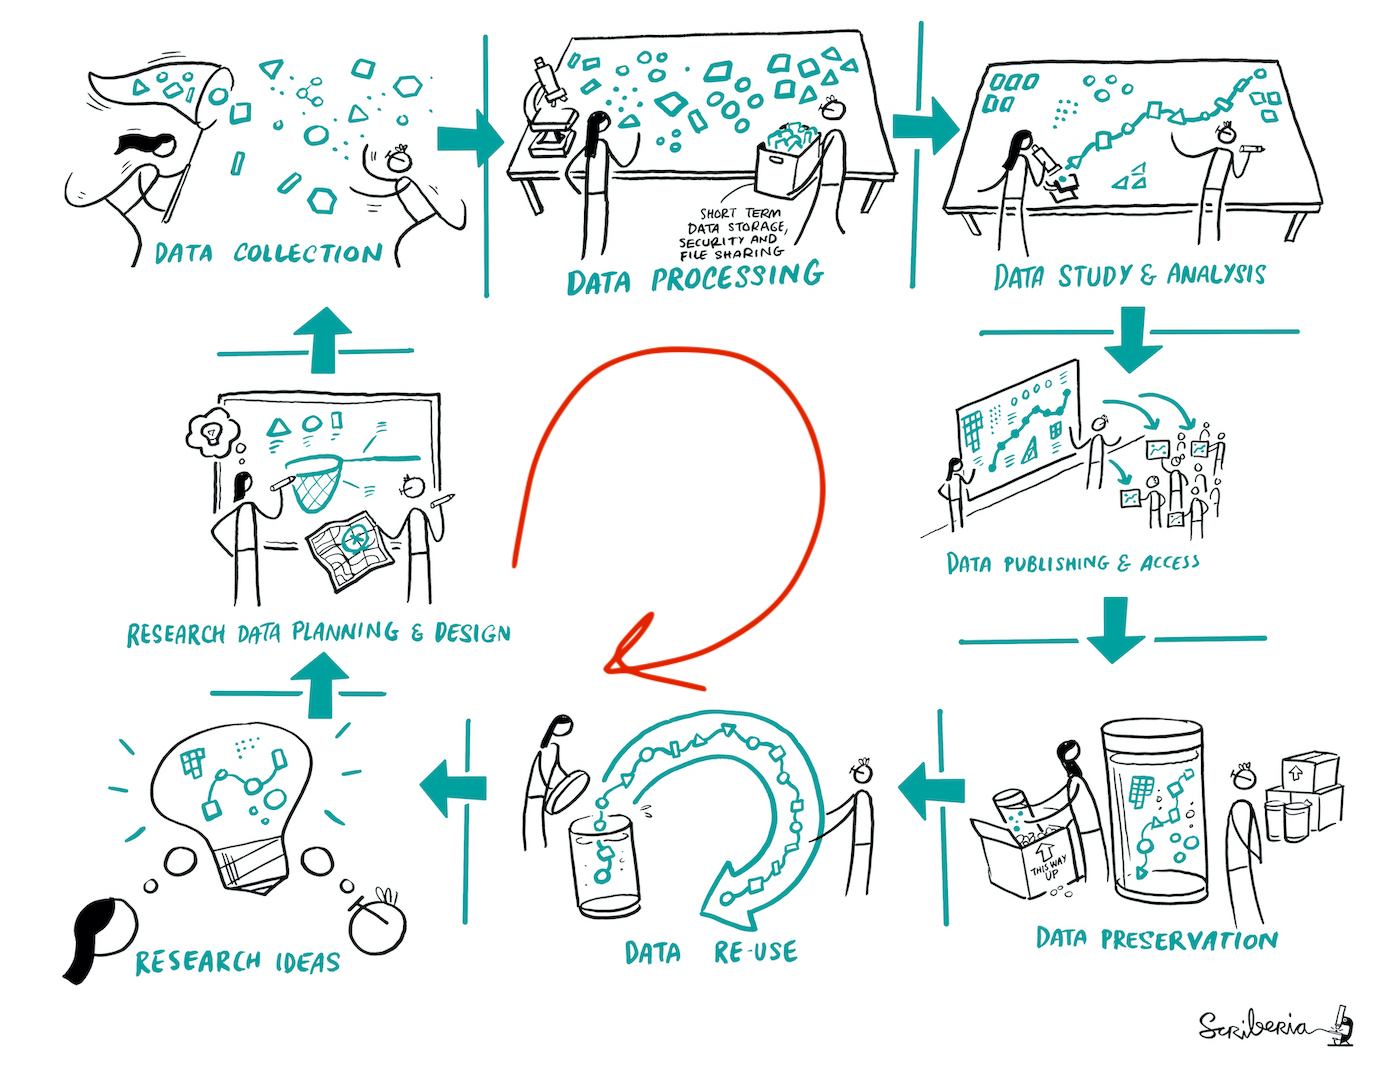 DATA COLLECTION
SHORT TERM
DATA STORAGE,
SECURITY AND
FILE SHARING
DATA PROCESSING
DATA STUDY & ANALYSIS
RESEARCH DATA PLANNING & DESIGN
DATA PUBLISHING & ACCESS
RESEARCH IDEAS
DATA RE-USE
THIS WAY
UP
DATA PRESERVATION
Scriberia